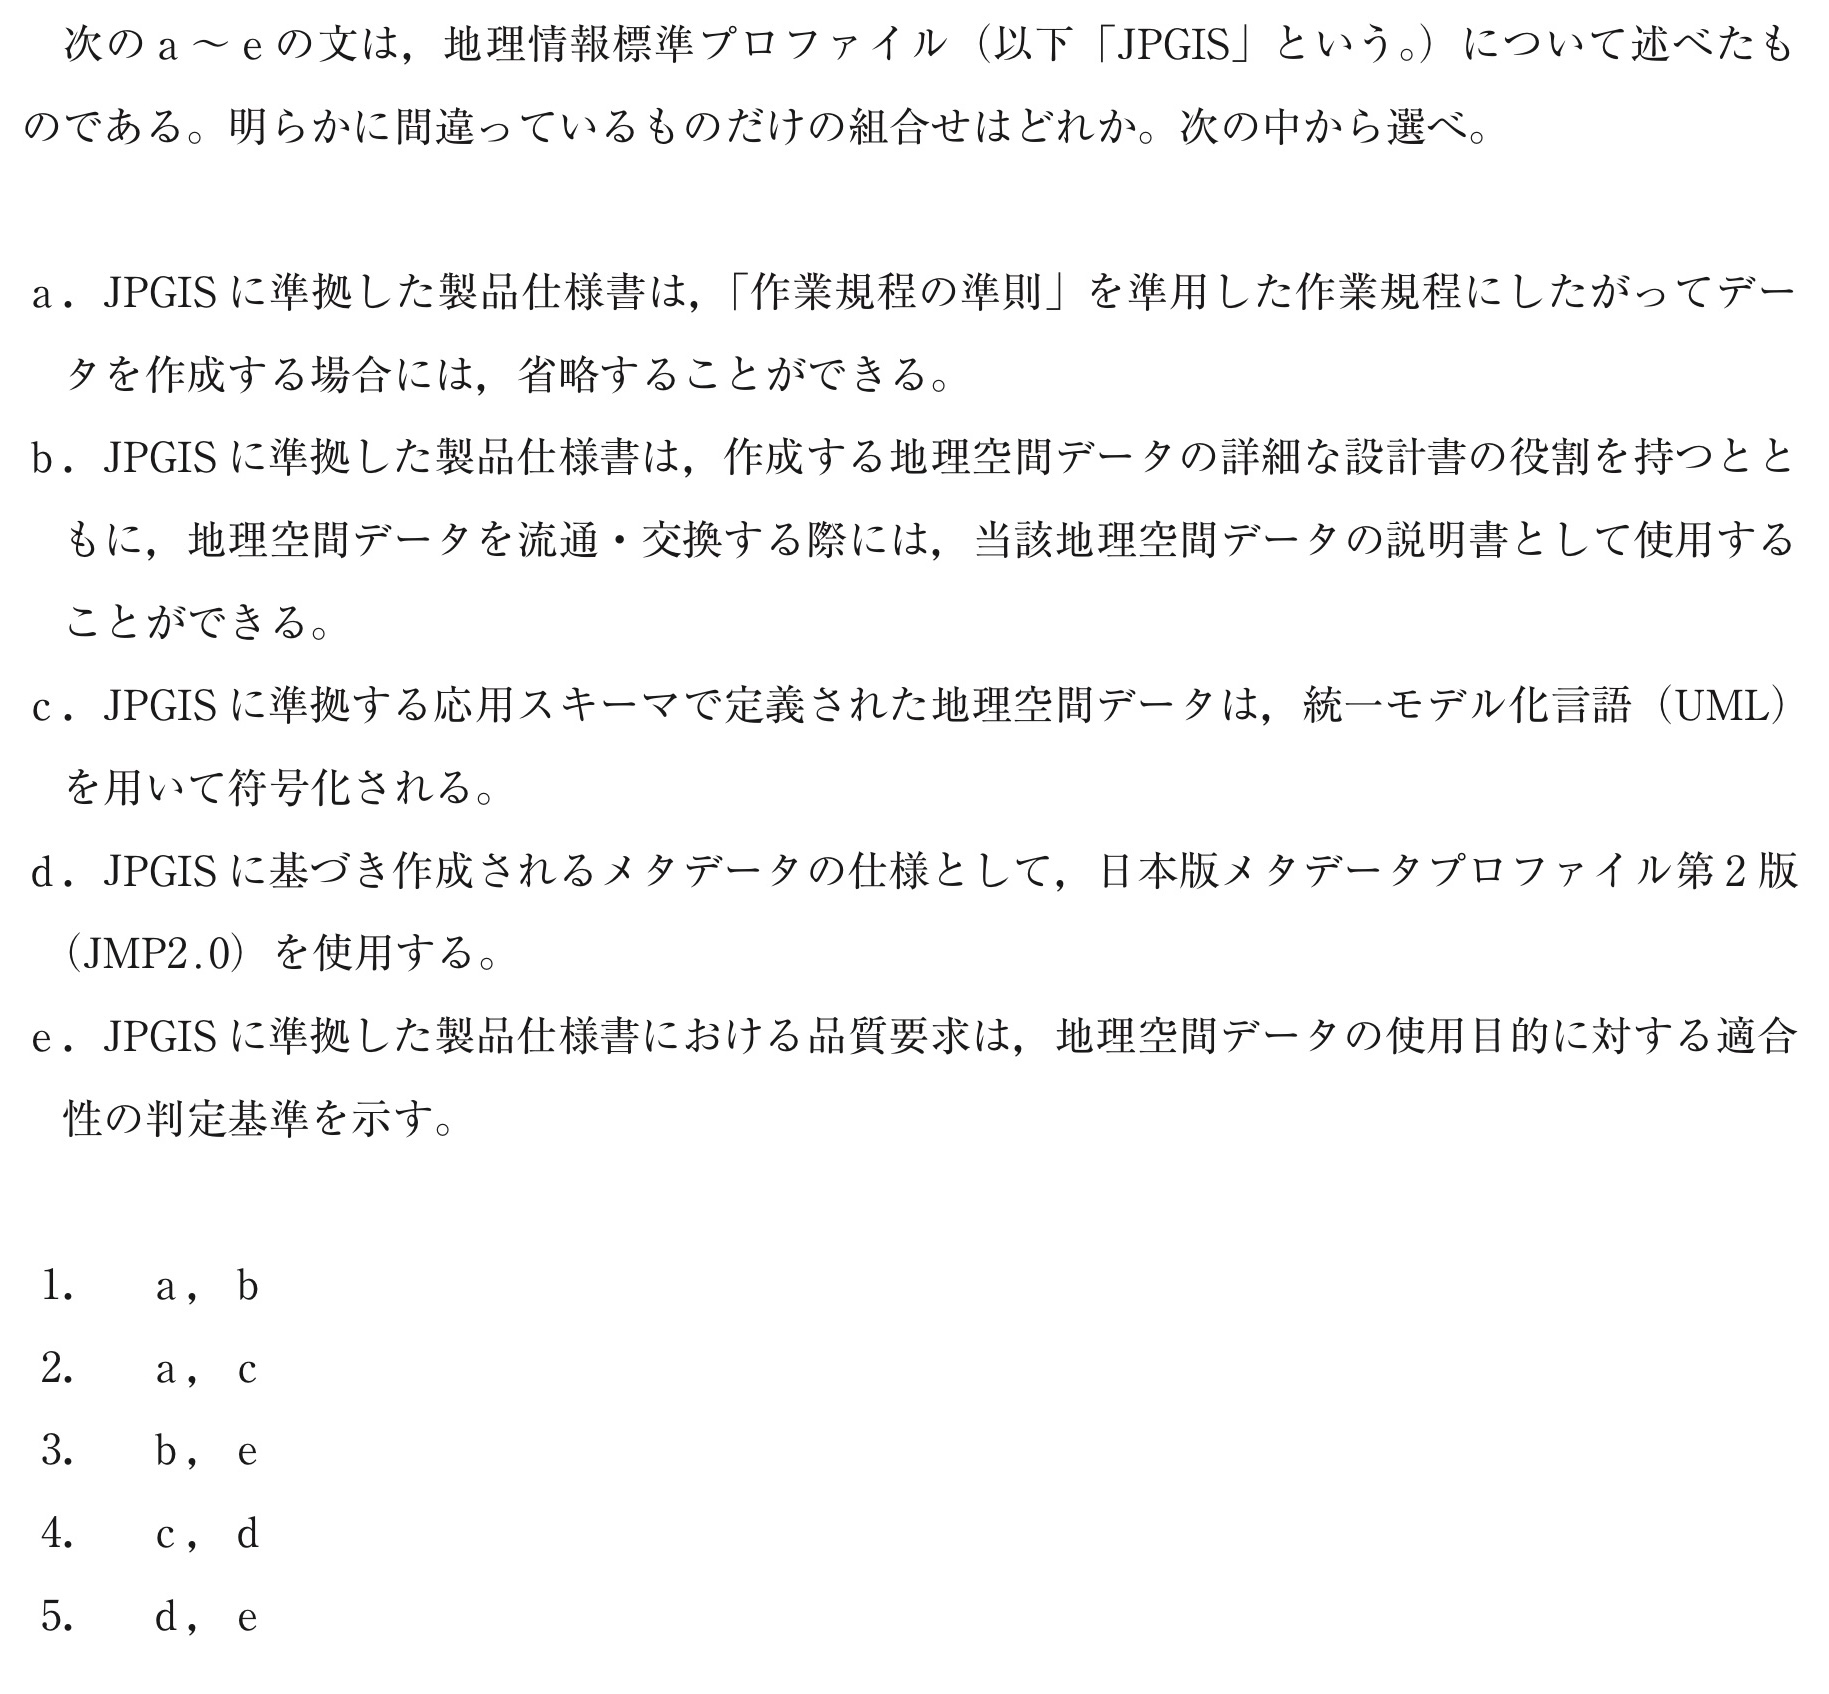 次の a ～ e の文は，地理情報標準プロファイル（以下「JPGIS」という。）について述べたも
のである。明らかに間違っているものだけの組合せはどれか。次の中から選べ。
a．JPGIS に準拠した製品仕様書は，「作業規程の準則」を準用した作業規程にしたがってデー
タを作成する場合には，省略することができる。
b．JPGIS に準拠した製品仕様書は，作成する地理空間データの詳細な設計書の役割を持つとと
もに，地理空間データを流通・交換する際には，当該地理空間データの説明書として使用する
ことができる。
c．JPGIS に準拠する応用スキーマで定義された地理空間データは，統一モデル化言語（UML）
を用いて符号化される。
d．JPGIS に基づき作成されるメタデータの仕様として，日本版メタデータプロファイル第 2 版
（JMP2.0）を使用する。
e．JPGIS に準拠した製品仕様書における品質要求は，地理空間データの使用目的に対する適合
性の判定基準を示す。
1. a， b
2. a， c
3. b， e
4. c， d
5. d， e